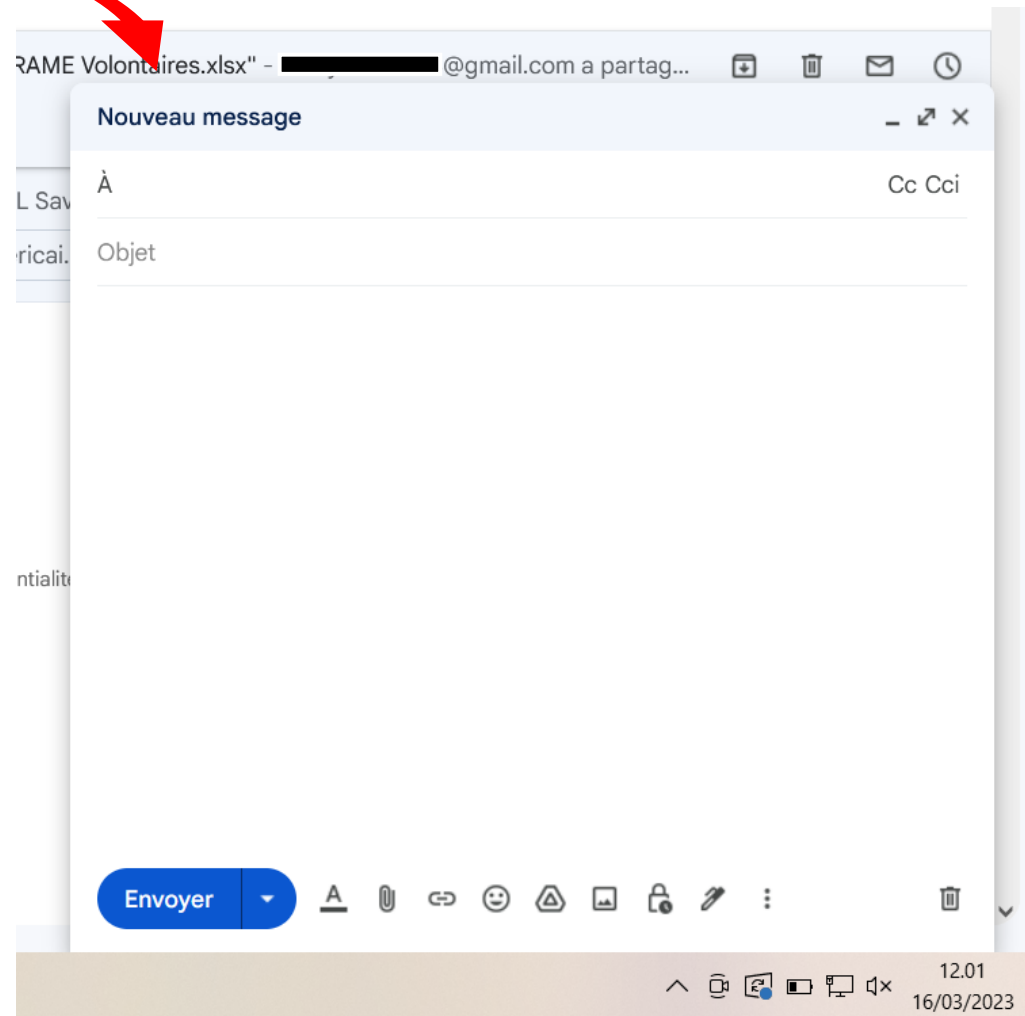 RAME Volontaires.xlsx" - @gmail.com a partag...
Nouveau message
À Cc Cci
L Sav
ricai.
Objet
ntialité
Envoyer
A
12.01
16/03/2023